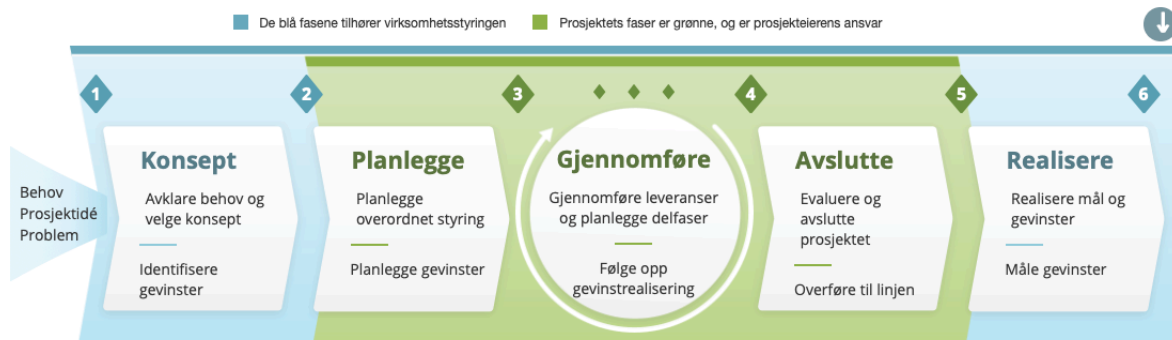 De blå fasene tilhører virksomhetsstyringen
Prosjektets faser er grønne, og er prosjekteierens ansvar
1
2
3
4
5
6
Behov
Prosjektidé
Problem
Konsept
Avklare behov og
velge konsept
Identifisere
gevinster
Planlegge
Planlegge
overordnet styring
Planlegge gevinster
Gjennomføre
Gjennomføre leveranser
og planlegge delfaser
Følge opp
gevinstrealisering
Avslutte
Evaluere og
avslutte
prosjektet
Overføre til linjen
Realisere
Realisere mål og
gevinster
Måle gevinster